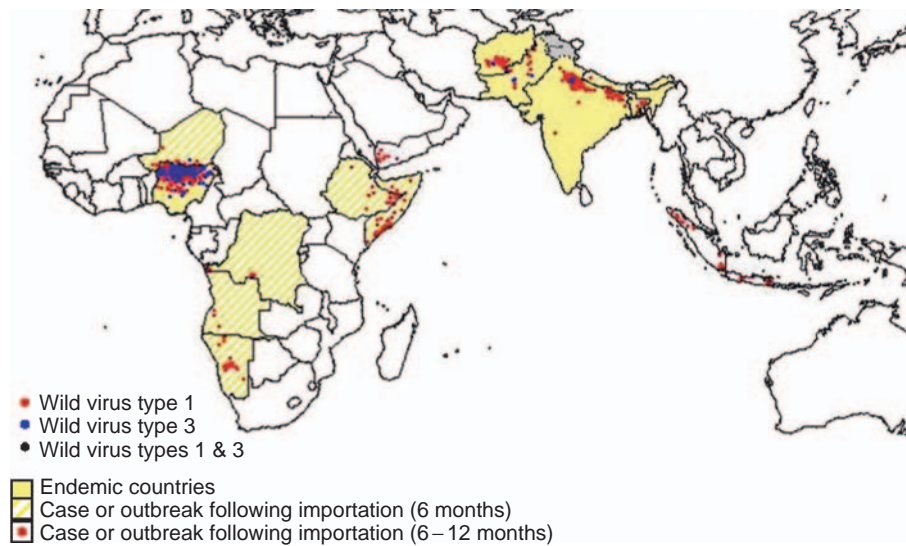 Wild virus type 1
Wild virus type 3
Wild virus types 1 & 3
Endemic countries
Case or outbreak following importation (6 months)
Case or outbreak following importation (6–12 months)